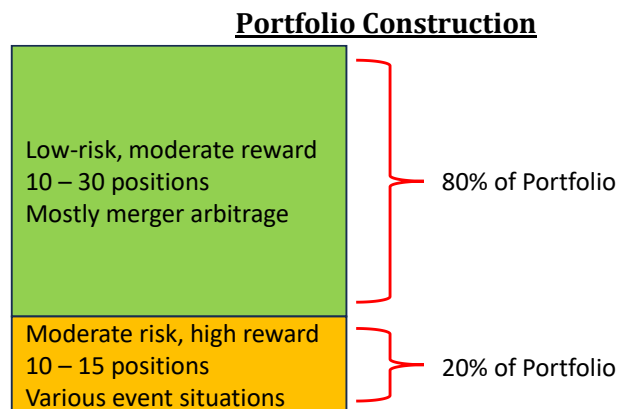 Portfolio Construction
Low-risk, moderate reward
10 – 30 positions
Mostly merger arbitrage
80% of Portfolio
Moderate risk, high reward
10 – 15 positions
Various event situations
20% of Portfolio